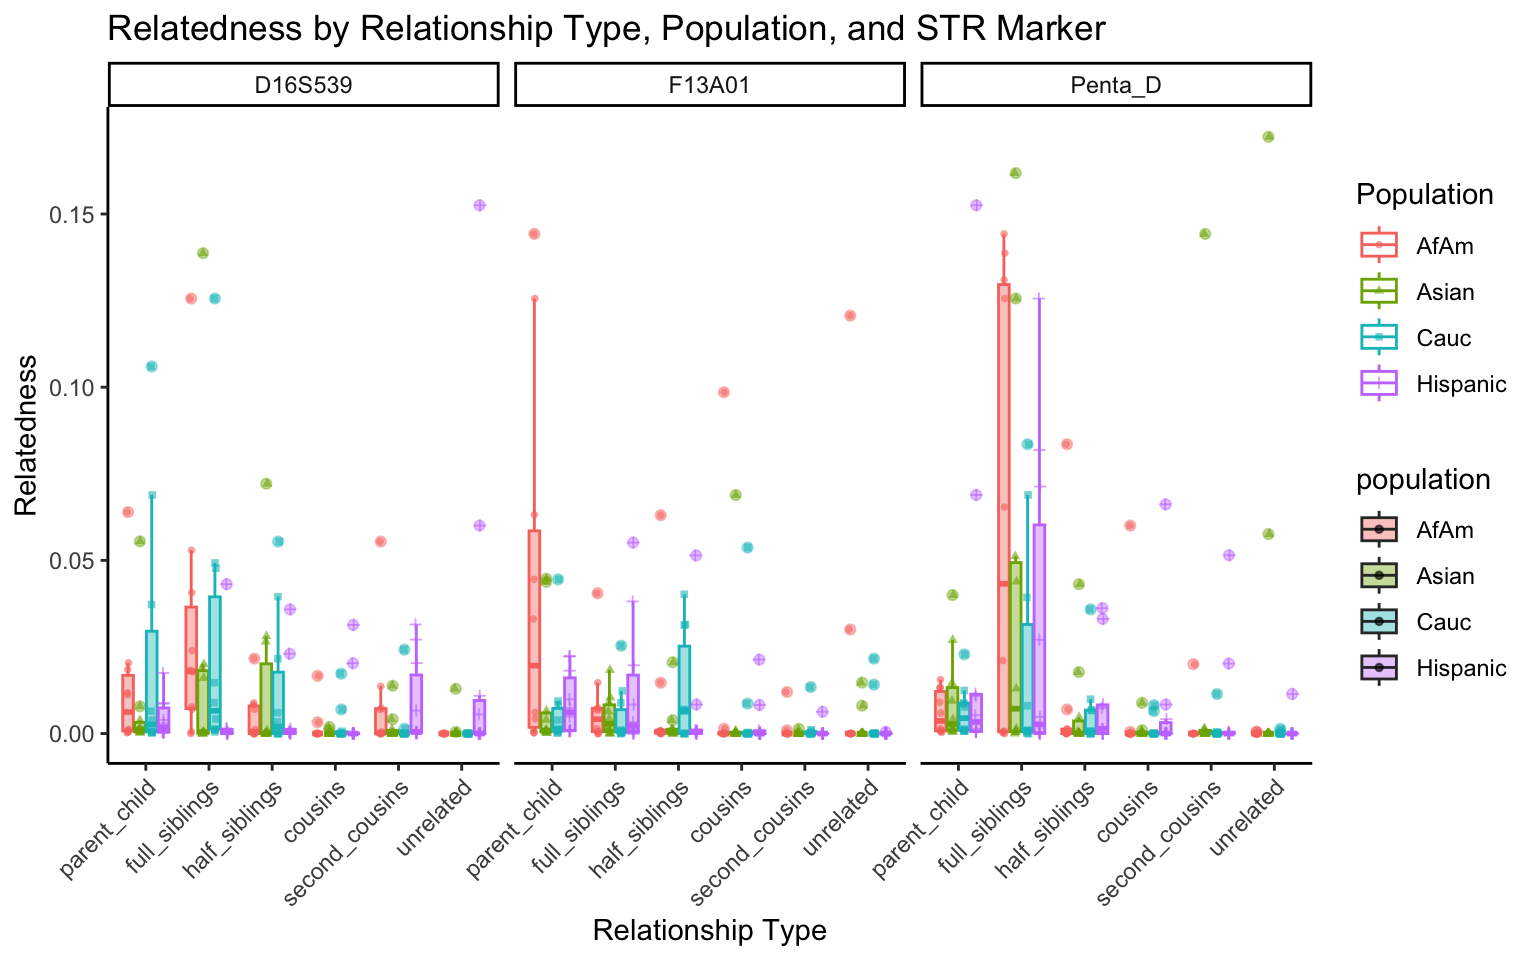 Relatedness by Relationship Type, Population, and STR Marker
D16S539
F13A01
Penta_D
Relatedness
0.15
0.10
0.05
0.00
parent_child
full_siblings
half_siblings
cousins
second_cousins
unrelated
parent_child
full_siblings
half_siblings
cousins
second_cousins
unrelated
parent_child
full_siblings
half_siblings
cousins
second_cousins
unrelated
Relationship Type
Population
AfAm
Asian
Cauc
Hispanic
population
AfAm
Asian
Cauc
Hispanic